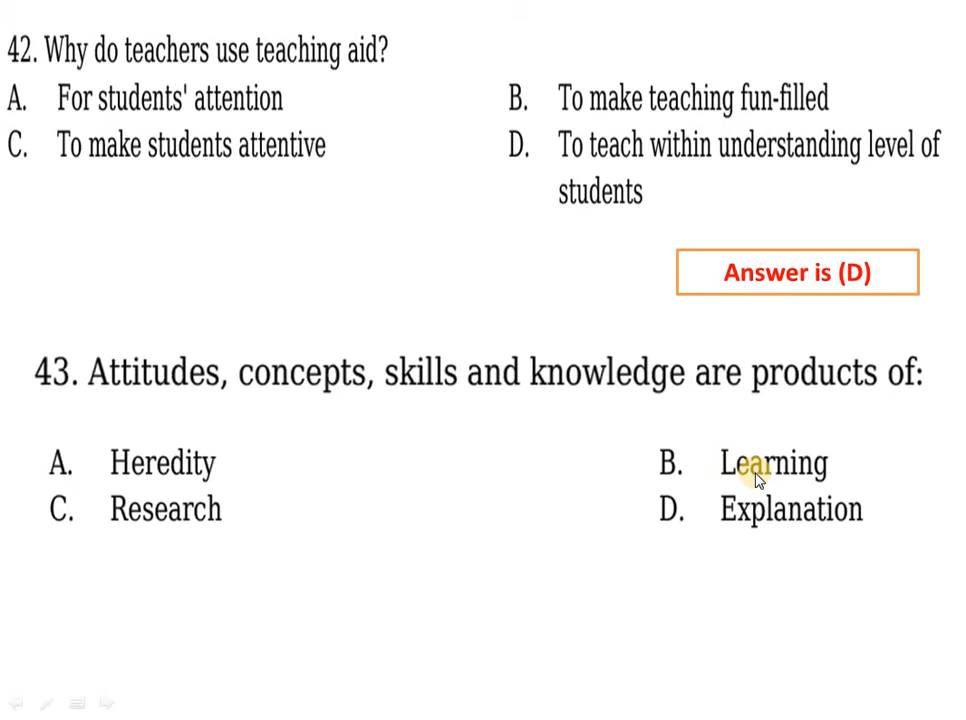 42. Why do teachers use teaching aid?
A. For students' attention
B. To make teaching fun-filled
C. To make students attentive
D. To teach within understanding level of
students
Answer is (D)
43. Attitudes, concepts, skills and knowledge are products of:
A. Heredity
B. Learning
C. Research
D. Explanation